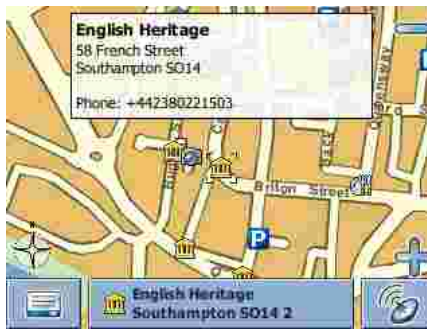 English Heritage
58 French Street
Southampton SO14
Phone: +442380221503
Briton Street
P
English Heritage
Southampton SO14 2